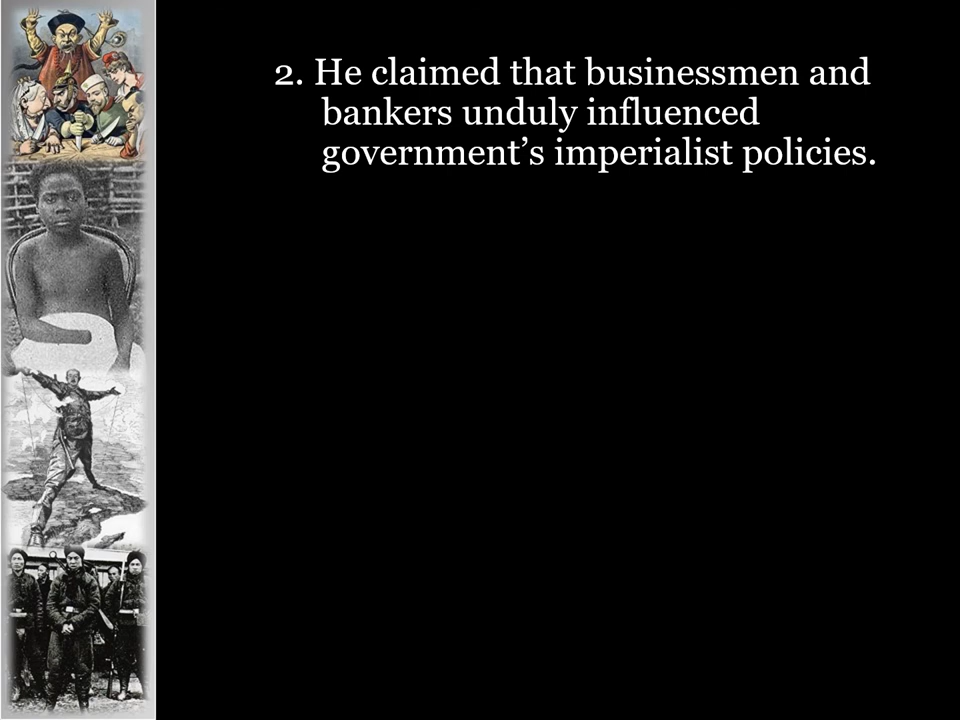 2. He claimed that businessmen and
bankers unduly influenced
government’s imperialist policies.